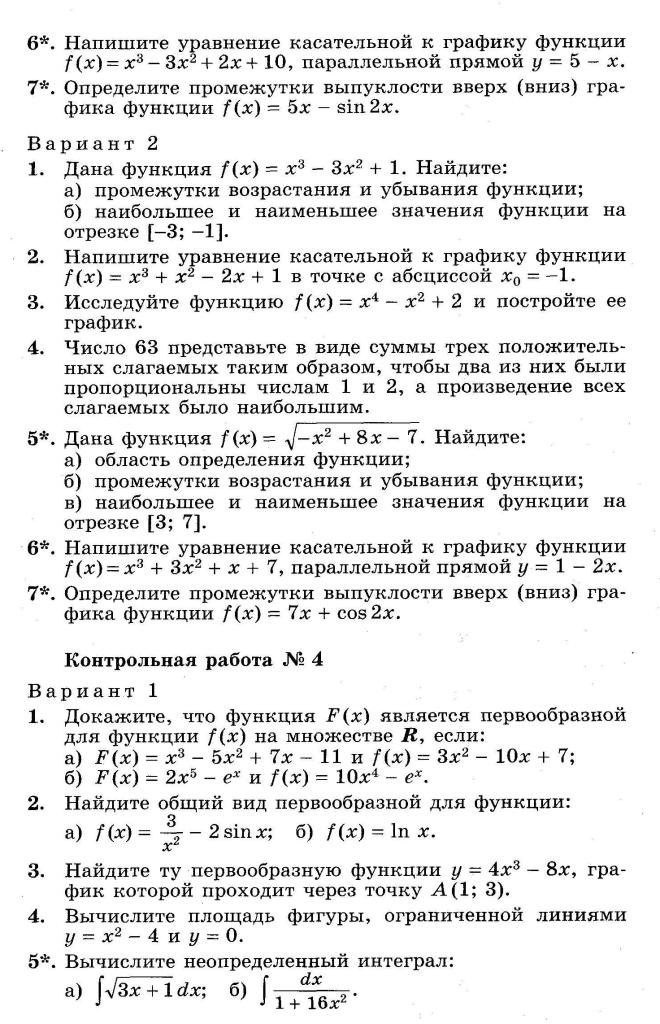 6*. Напишите уравнение касательной к графику функции
f(x) = x³ − 3x² + 2x + 10, параллельной прямой y = 5 − x.
7*. Определите промежутки выпуклости вверх (вниз) гра-
фика функции f(x) = 5x − sin 2x.
Вариант 2
1. Дана функция f(x) = x³ − 3x² + 1. Найдите:
а) промежутки возрастания и убывания функции;
б) наибольшее и наименьшее значения функции на
отрезке [−3; −1].
2. Напишите уравнение касательной к графику функции
f(x) = x³ + x² − 2x + 1 в точке с абсциссой x₀ = −1.
3. Исследуйте функцию f(x) = x⁴ − x² + 2 и постройте ее
график.
4. Число 63 представьте в виде суммы трех положитель-
ных слагаемых таким образом, чтобы два из них были
пропорциональны числам 1 и 2, а произведение всех
слагаемых было наибольшим.
5*. Дана функция f(x) = √(−x² + 8x − 7). Найдите:
а) область определения функции;
б) промежутки возрастания и убывания функции;
в) наибольшее и наименьшее значения функции на
отрезке [3; 7].
6*. Напишите уравнение касательной к графику функции
f(x) = x³ + 3x² + x + 7, параллельной прямой y = 1 − 2x.
7*. Определите промежутки выпуклости вверх (вниз) гра-
фика функции f(x) = 7x + cos 2x.
Контрольная работа № 4
Вариант 1
1. Докажите, что функция F(x) является первообразной
для функции f(x) на множестве R, если:
а) F(x) = x³ − 5x² + 7x − 11 и f(x) = 3x² − 10x + 7;
б) F(x) = 2x⁵ − eˣ и f(x) = 10x⁴ − eˣ.
2. Найдите общий вид первообразной для функции:
а) f(x) = 3/x² − 2 sin x; б) f(x) = ln x.
3. Найдите ту первообразную функции y = 4x³ − 8x, гра-
фик которой проходит через точку A(1; 3).
4. Вычислите площадь фигуры, ограниченной линиями
y = x² − 4 и y = 0.
5*. Вычислите неопределенный интеграл:
а) ∫√(3x + 1) dx; б) ∫ dx/(1 + 16x²).